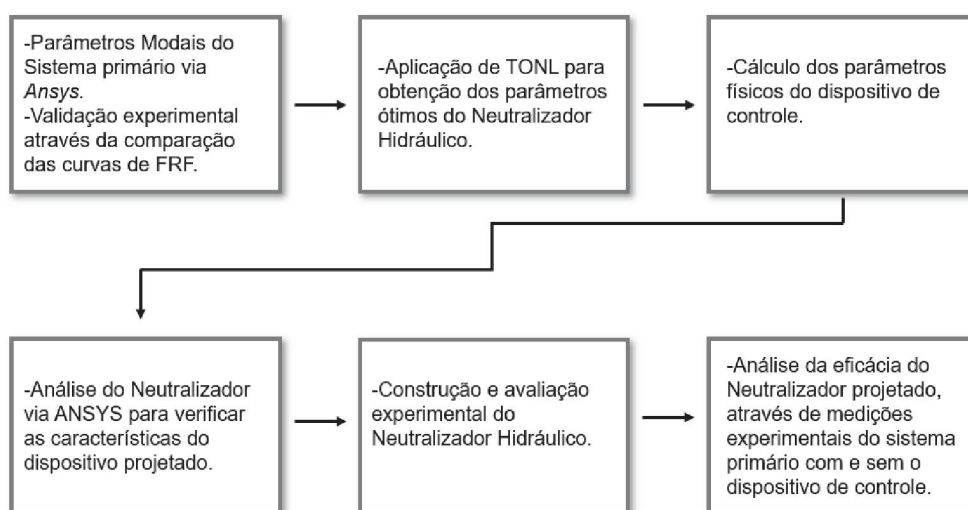 -Parâmetros Modais do
Sistema primário via
Ansys.
-Validação experimental
através da comparação
das curvas de FRF.
-Aplicação de TONL para
obtenção dos parâmetros
ótimos do Neutralizador
Hidráulico.
-Cálculo dos parâmetros
físicos do dispositivo de
controle.
-Análise do Neutralizador
via ANSYS para verificar
as características do
dispositivo projetado.
-Construção e avaliação
experimental do
Neutralizador Hidráulico.
-Análise da eficácia do
Neutralizador projetado,
através de medições
experimentais do sistema
primário com e sem o
dispositivo de controle.